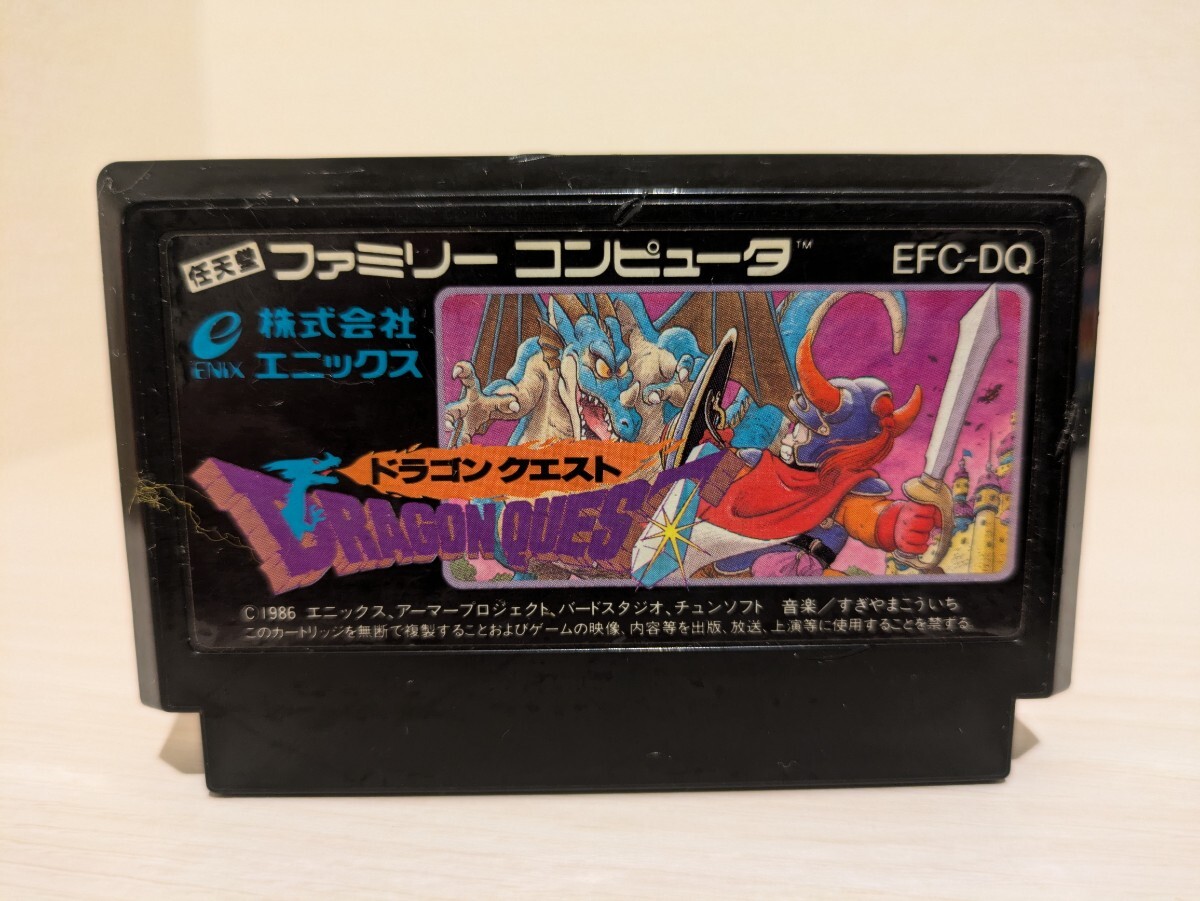 任天堂 ファミリー コンピュータ™ EFC-DQ
株式会社
ENIX エニックス
ドラゴン クエスト
DRAGON QUEST
C 1986 エニックス、アーマープロジェクト、バードスタジオ、チュンソフト 音楽/すぎやまこういち
このカートリッジを無断で複製することおよびゲームの映像、内容等を出版、放送、上演等に使用することを禁ずる